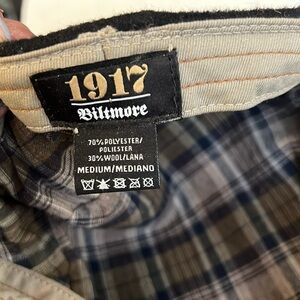 1917
Biltmore
70% POLYESTER/
POLIESTER
30% WOOL/LANA
MEDIUM/MEDIANO